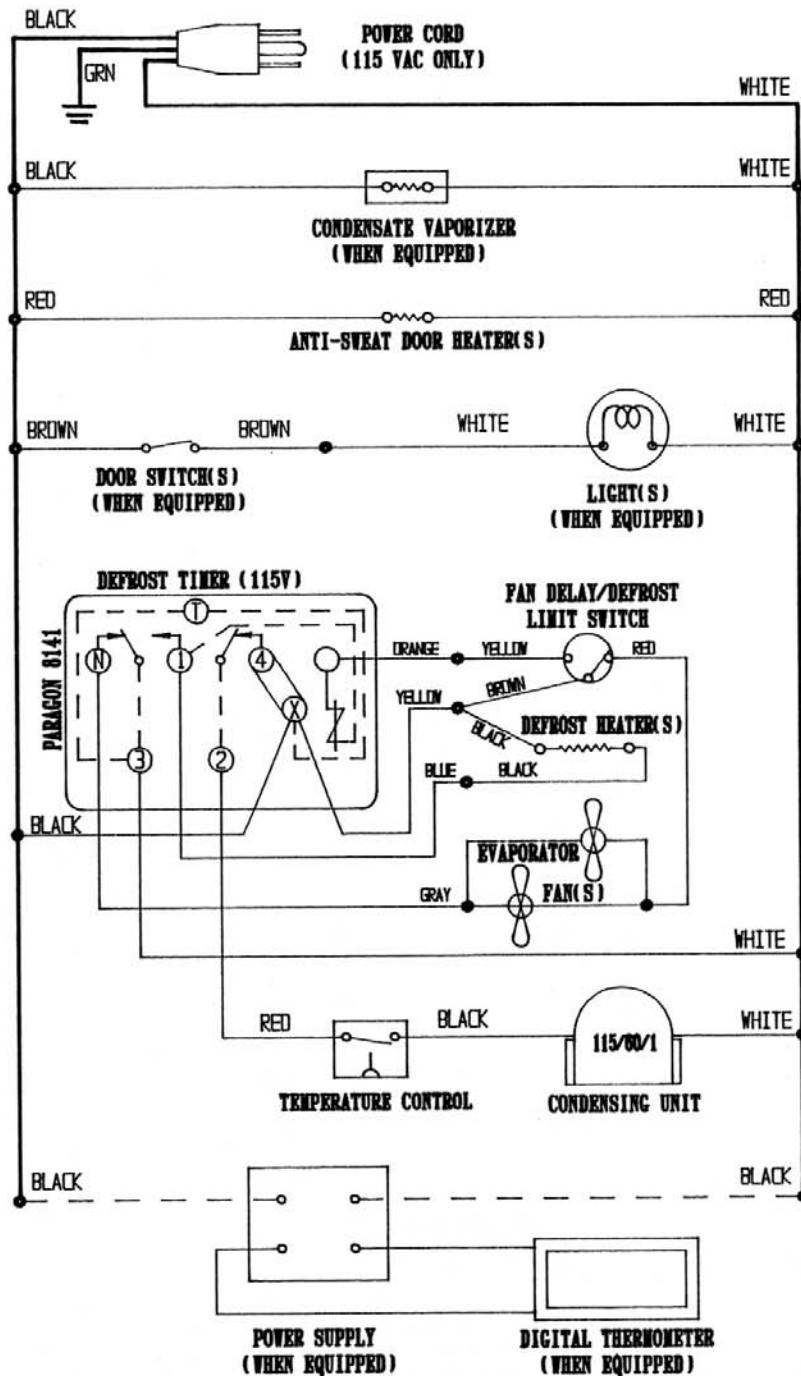 BLACK
POWER CORD
(115 VAC ONLY)
GRN
WHITE
BLACK
WHITE
CONDENSATE VAPORIZER
(WHEN EQUIPPED)
RED
RED
ANTI-SWEAT DOOR HEATER(S)
BROWN
BROWN
WHITE
WHITE
DOOR SWITCH(S)
(WHEN EQUIPPED)
LIGHT(S)
(WHEN EQUIPPED)
DEFROST TIMER (115V)
FAN DELAY/DEFROST
LIMIT SWITCH
PARAGON 8141
T
N
1
4
X
3
2
ORANGE
YELLOW
RED
BROWN
YELLOW
BLACK
DEFROST HEATER(S)
BLUE
BLACK
BLACK
EVAPORATOR
FAN(S)
GRAY
WHITE
RED
BLACK
WHITE
115/60/1
TEMPERATURE CONTROL
CONDENSING UNIT
BLACK
BLACK
POWER SUPPLY
(WHEN EQUIPPED)
DIGITAL THERMOMETER
(WHEN EQUIPPED)